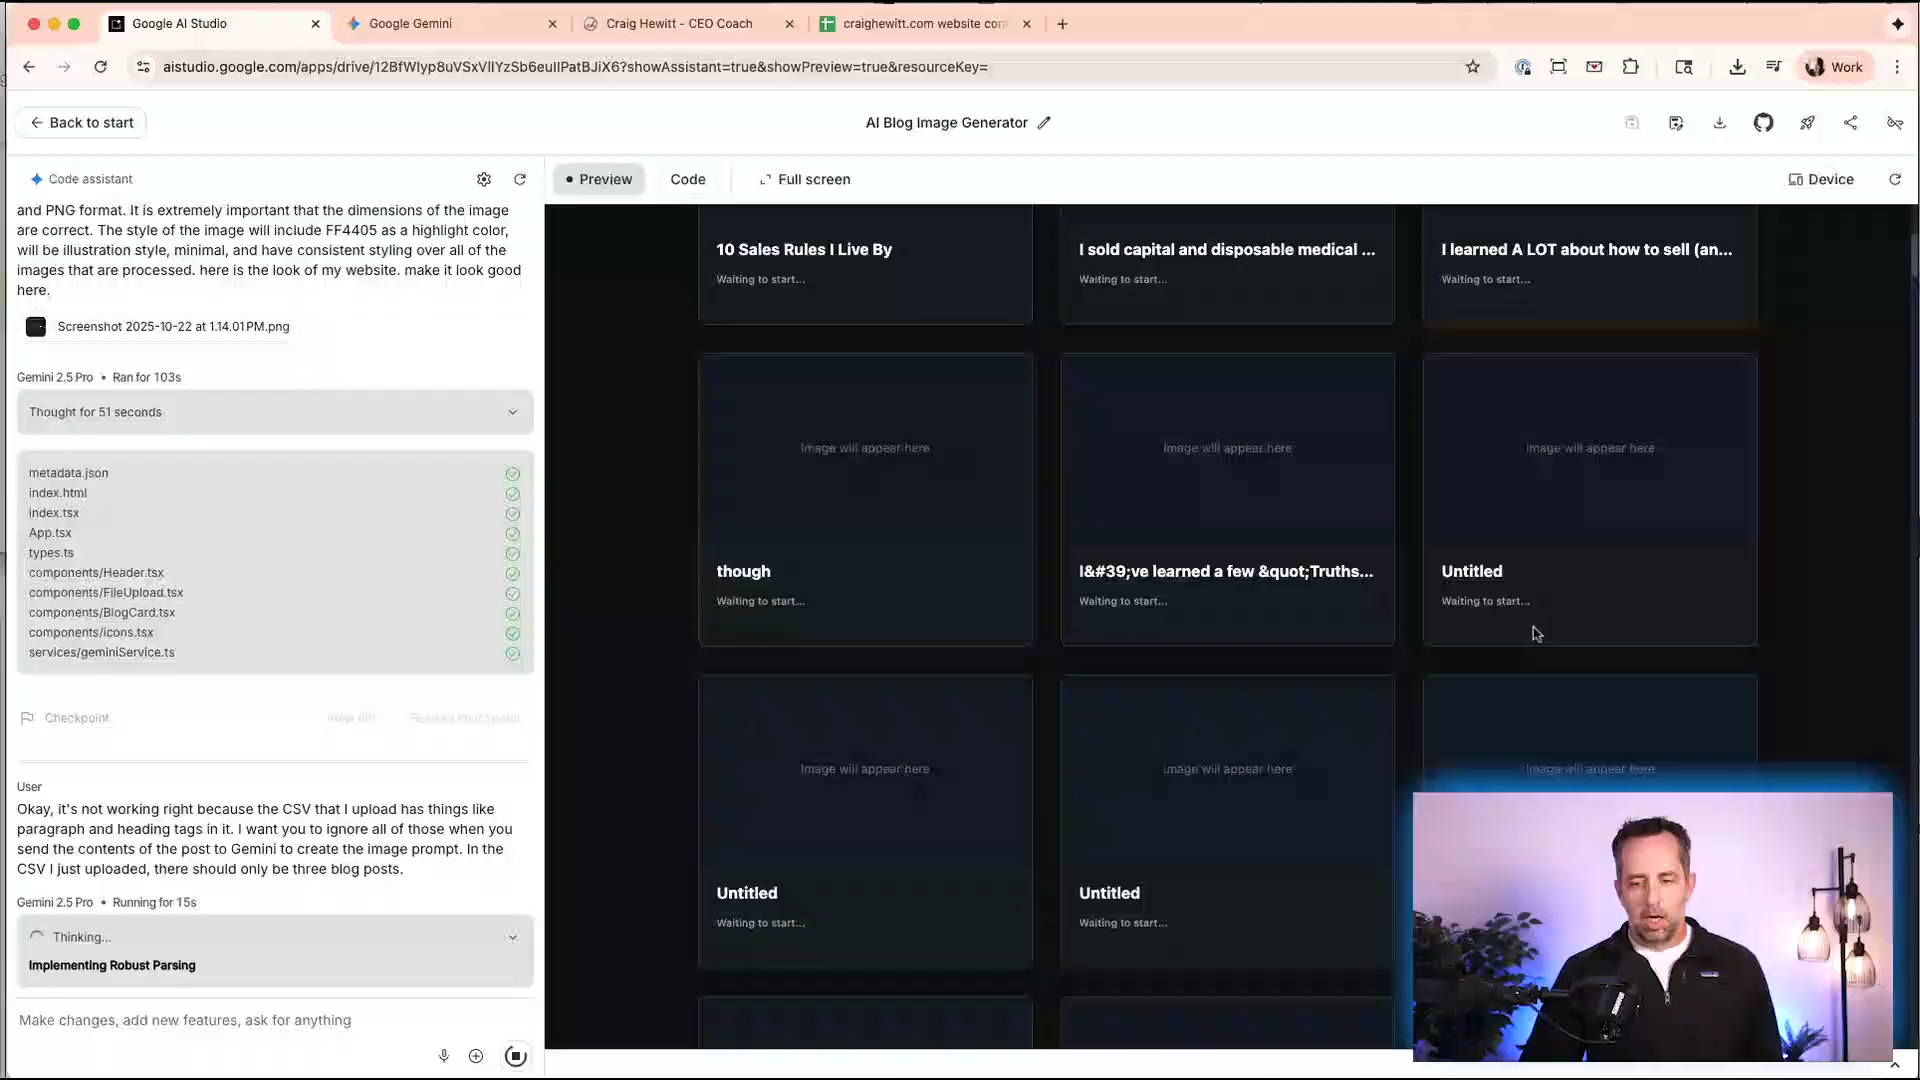 Google AI Studio
Google Gemini
Craig Hewitt - CEO Coach
craighewitt.com website con
aistudio.google.com/apps/drive/
?showAssistant=true&showPreview=true&resourceKey=
Work
Back to start
AI Blog Image Generator
Code assistant
Preview
Code
Full screen
Device
and PNG format. It is extremely important that the dimensions of the image
are correct. The style of the image will include FF4405 as a highlight color,
will be illustration style, minimal, and have consistent styling over all of the
images that are processed. here is the look of my website. make it look good
here.
Screenshot 2025-10-22 at 1.14.01 PM.png
Gemini 2.5 Pro • Ran for 103s
Thought for 51 seconds
metadata.json
index.html
index.tsx
App.tsx
types.ts
components/Header.tsx
components/FileUpload.tsx
components/BlogCard.tsx
components/icons.tsx
services/geminiService.ts
Checkpoint
User
Okay, it's not working right because the CSV that I upload has things like
paragraph and heading tags in it. I want you to ignore all of those when you
send the contents of the post to Gemini to create the image prompt. In the
CSV I just uploaded, there should only be three blog posts.
Gemini 2.5 Pro • Running for 15s
Thinking...
Implementing Robust Parsing
Make changes, add new features, ask for anything
10 Sales Rules I Live By
Waiting to start...
I sold capital and disposable medical ...
Waiting to start...
I learned A LOT about how to sell (an...
Waiting to start...
Image will appear here
though
Waiting to start...
Image will appear here
I&#39;ve learned a few &quot;Truths...
Waiting to start...
Image will appear here
Untitled
Waiting to start...
Image will appear here
Untitled
Waiting to start...
Image will appear here
Untitled
Waiting to start...
Image will appear here